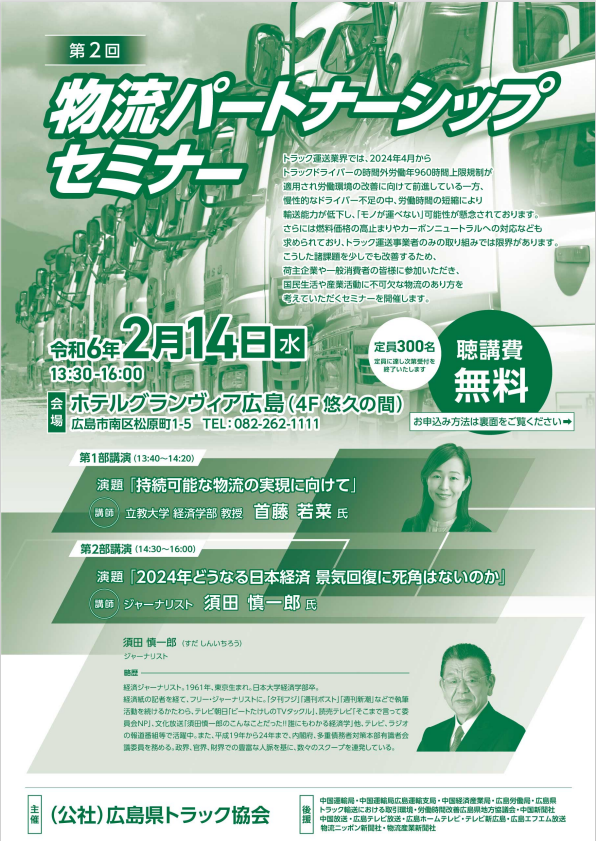 第2回
物流パートナーシップ
セミナー
トラック運送業界では、2024年4月から
トラックドライバーの時間外労働年960時間上限規制が
適用され労働環境の改善に向けて前進している一方、
慢性的なドライバー不足の中、労働時間の短縮により
輸送能力が低下し、「モノが運べない」可能性が懸念されております。
さらには燃料価格の高止まりやカーボンニュートラルへの対応なども
求められており、トラック運送事業者のみの取り組みでは限界があります。
こうした諸課題を少しでも改善するため、
荷主企業や一般消費者の皆様に参加いただき、
国民生活や産業活動に不可欠な物流のあり方を
考えていただくセミナーを開催します。
令和6年2月14日水
13:30-16:00
定員300名
定員に達し次第受付を
終了いたします
聴講費
無料
会場 ホテルグランヴィア広島(4F 悠久の間)
広島市南区松原町1-5 TEL:082-262-1111
お申込み方法は裏面をご覧ください➡
第1部講演(13:40~14:20)
演題「持続可能な物流の実現に向けて」
講師 立教大学 経済学部 教授 首藤 若菜 氏
第2部講演(14:30~16:00)
演題「2024年どうなる日本経済 景気回復に死角はないのか」
講師 ジャーナリスト 須田 慎一郎 氏
須田 慎一郎 (すだ しんいちろう)
ジャーナリスト
略歴
経済ジャーナリスト。1961年、東京生まれ。日本大学経済学部卒。
経済紙の記者を経て、フリー・ジャーナリストに。「夕刊フジ」「週刊ポスト」「週刊新潮」などで執筆
活動を続けるかたわら、テレビ朝日「ビートたけしのTVタックル」、読売テレビ「そこまで言って委
員会NP」、文化放送「須田慎一郎のこんなことだった!!誰にもわかる経済学」他、テレビ、ラジオ
の報道番組等で活躍中。また、平成19年から24年まで、内閣府、多重債務者対策本部有識者会
議委員を務める。政界、官界、財界での豊富な人脈を基に、数々のスクープを連発している。
主催 (公社)広島県トラック協会
後援 中国運輸局・中国運輸局広島運輸支局・中国経済産業局・広島労働局・広島県
トラック輸送における取引環境・労働時間改善広島県地方協議会・中国新聞社
中国放送・広島テレビ放送・広島ホームテレビ・テレビ新広島・広島エフエム放送
物流ニッポン新聞社・物流産業新聞社